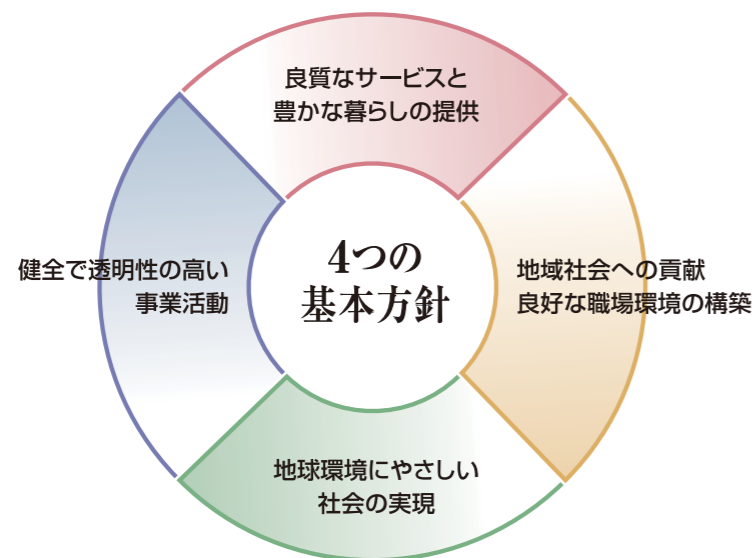 良質なサービスと
豊かな暮らしの提供
健全で透明性の高い
事業活動
4つの
基本方針
地域社会への貢献
良好な職場環境の構築
地球環境にやさしい
社会の実現